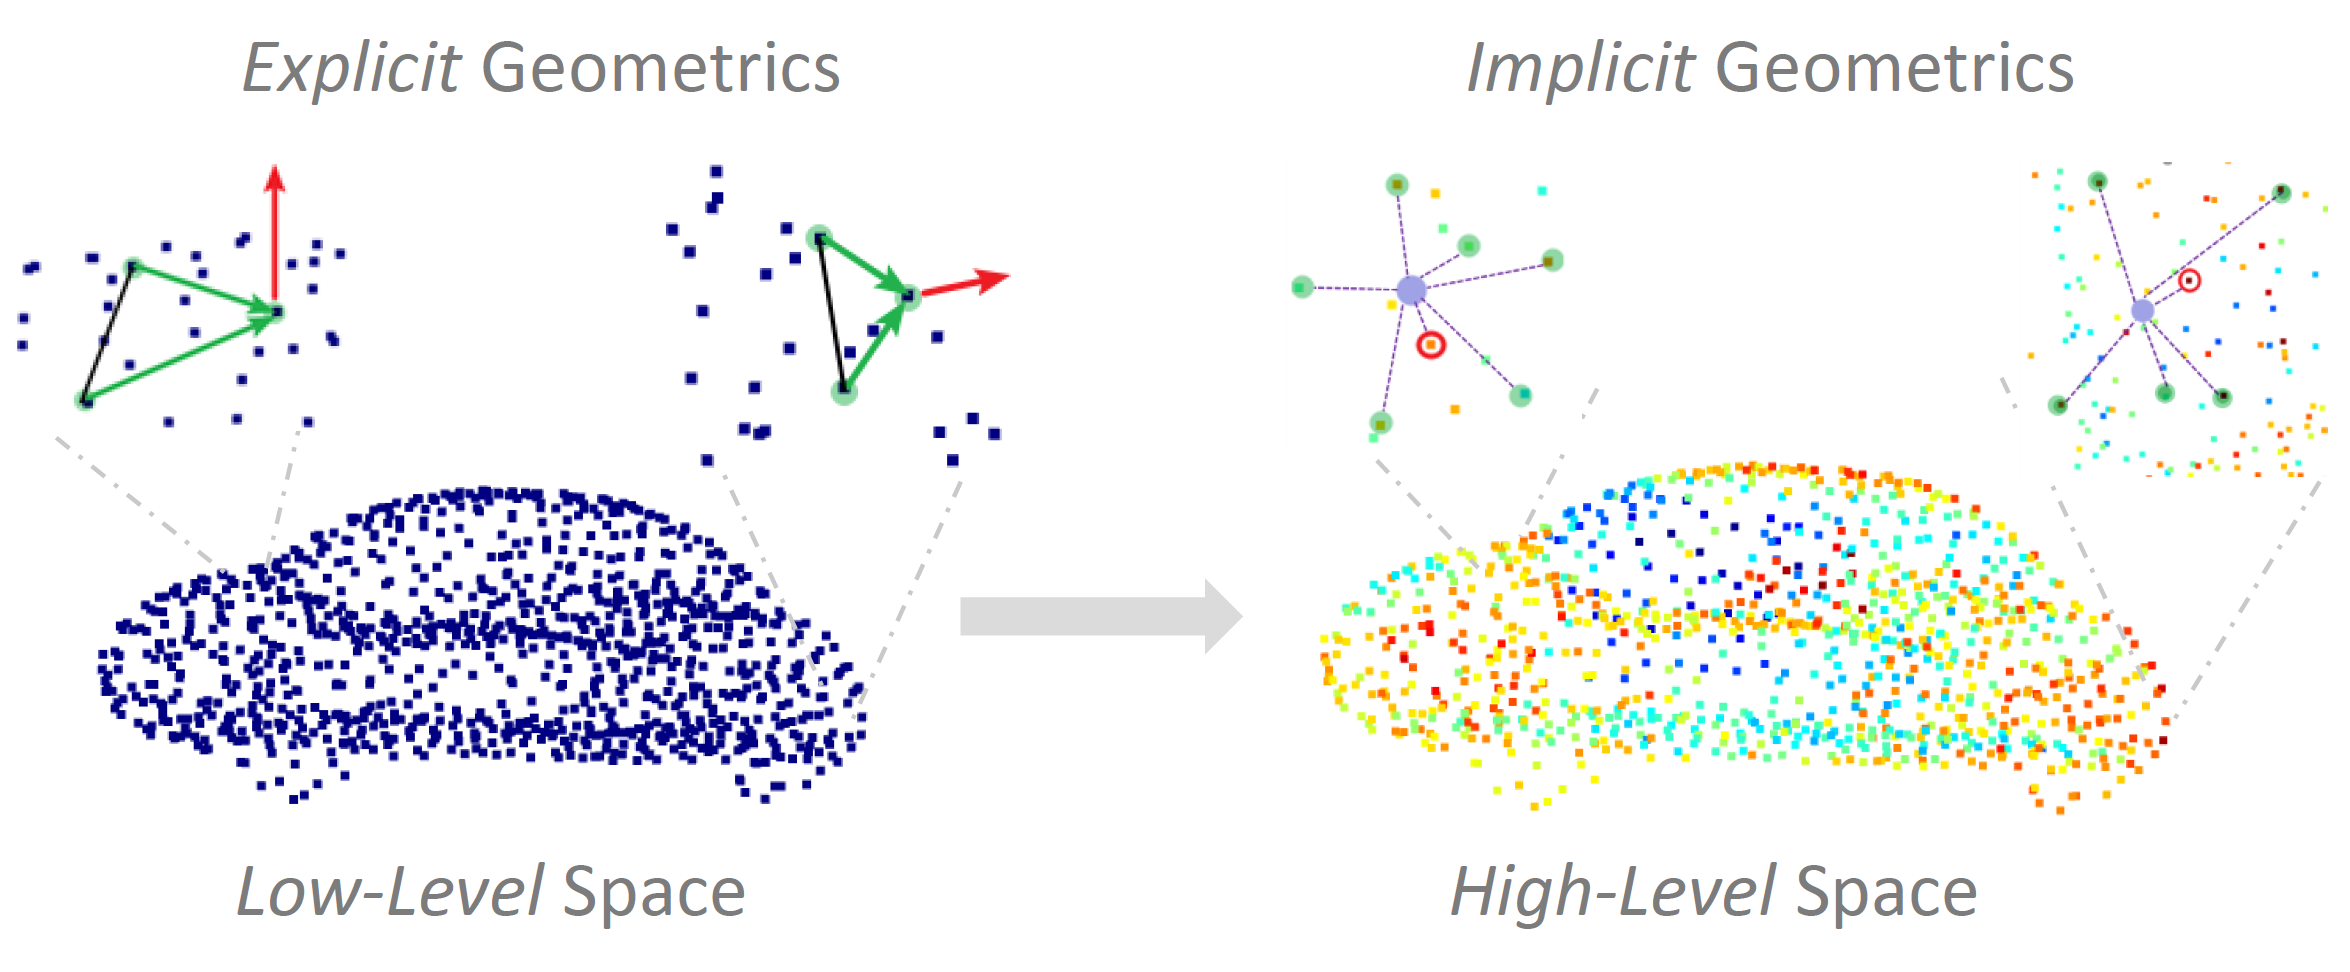 Explicit Geometrics
Implicit Geometrics
Low-Level Space
High-Level Space